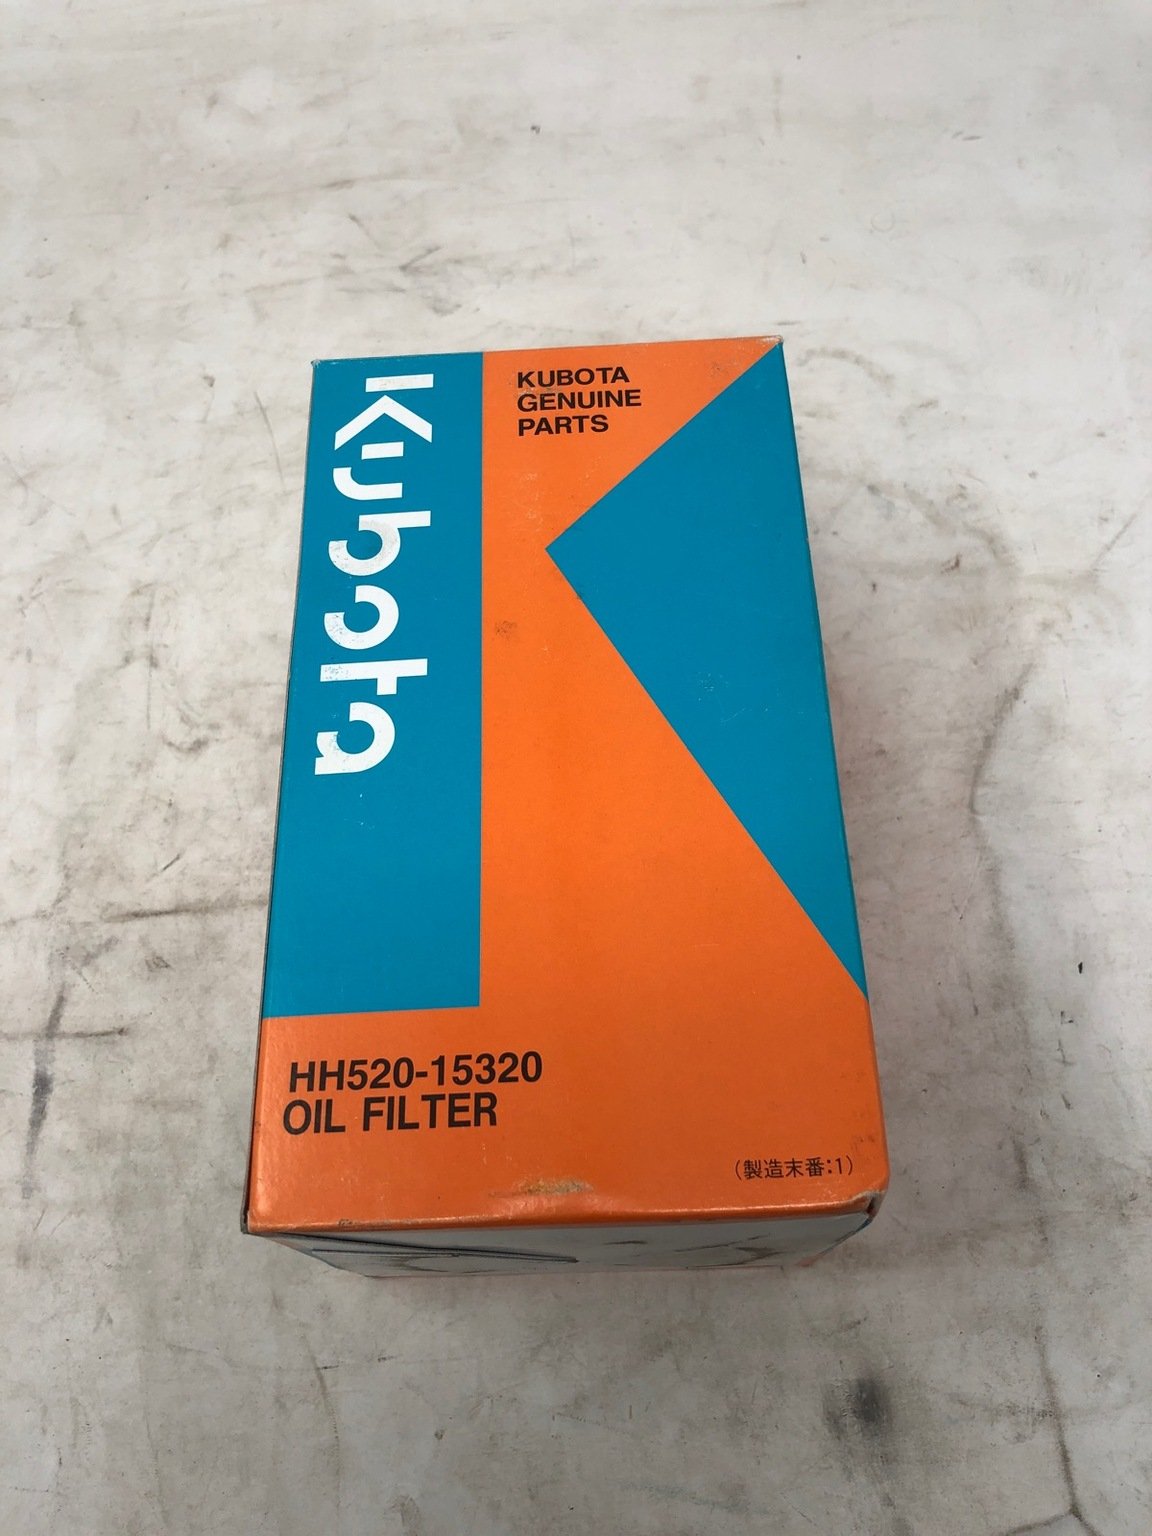 Kubota
KUBOTA
GENUINE
PARTS
HH520-15320
OIL FILTER
(製造末番:1)